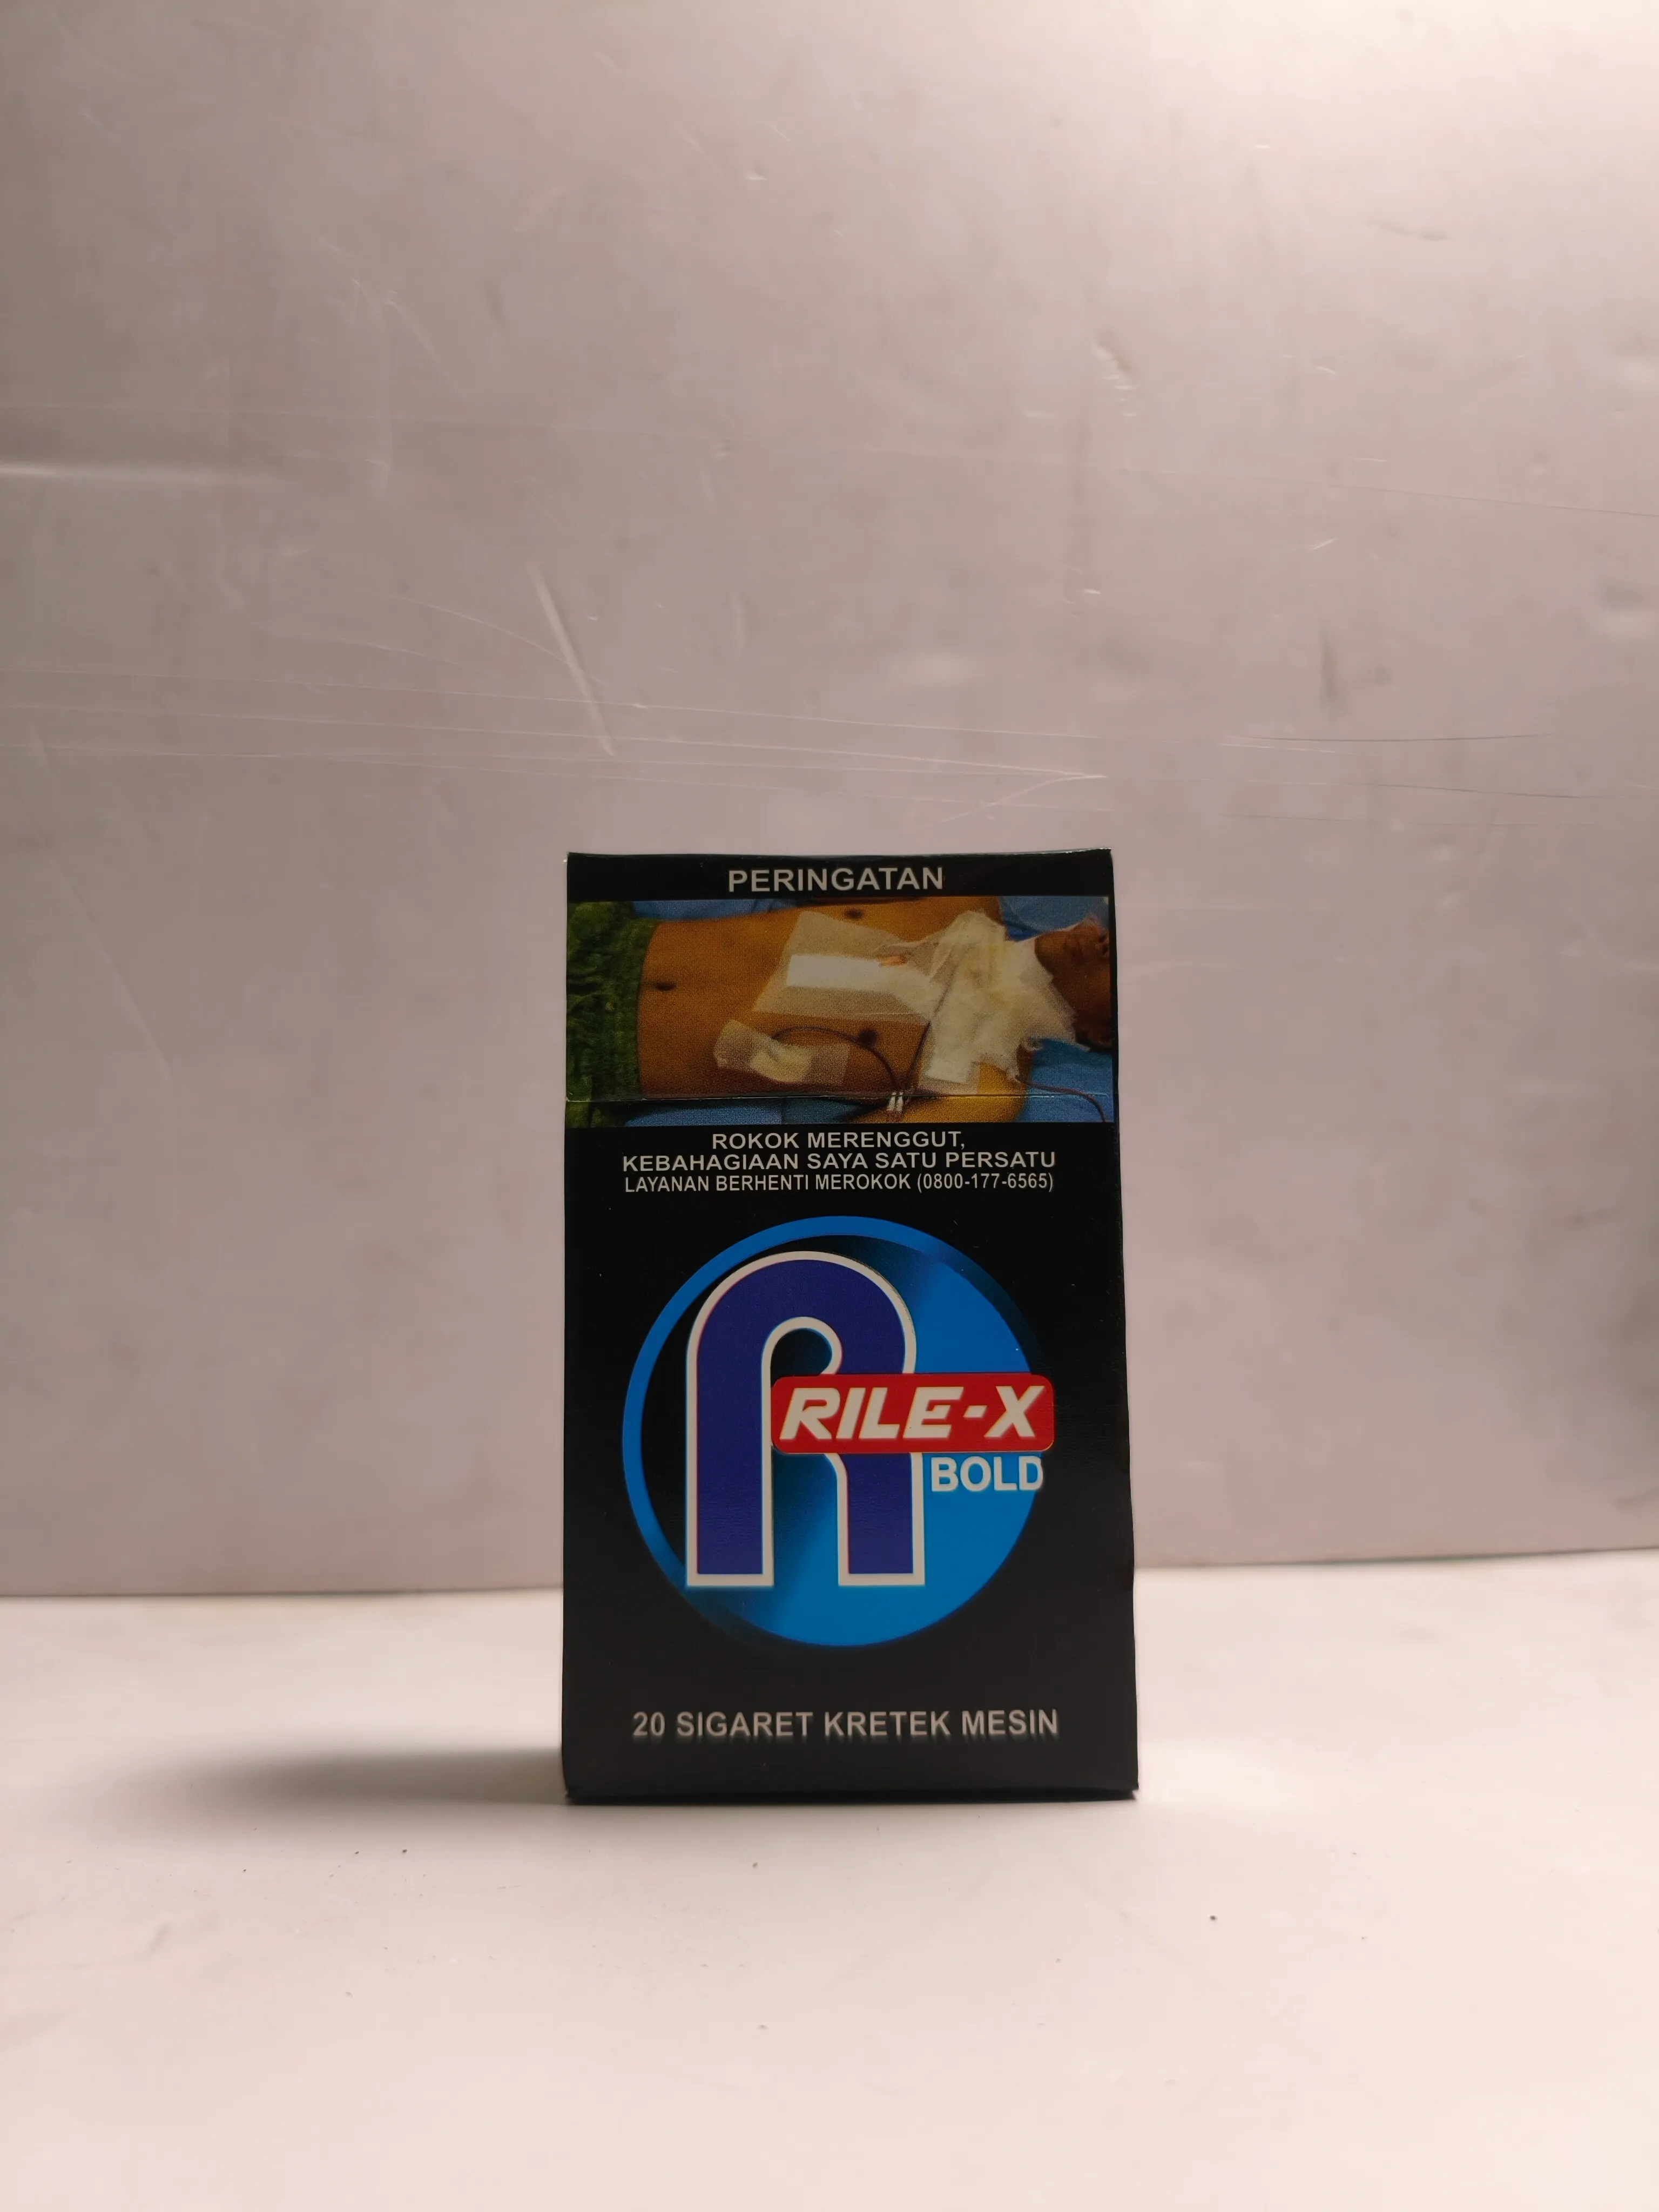 PERINGATAN
ROKOK MERENGGUT,
KEBAHAGIAAN SAYA SATU PERSATU
LAYANAN BERHENTI MEROKOK (0800-177-6565)
R
RILE-X
BOLD
20 SIGARET KRETEK MESIN